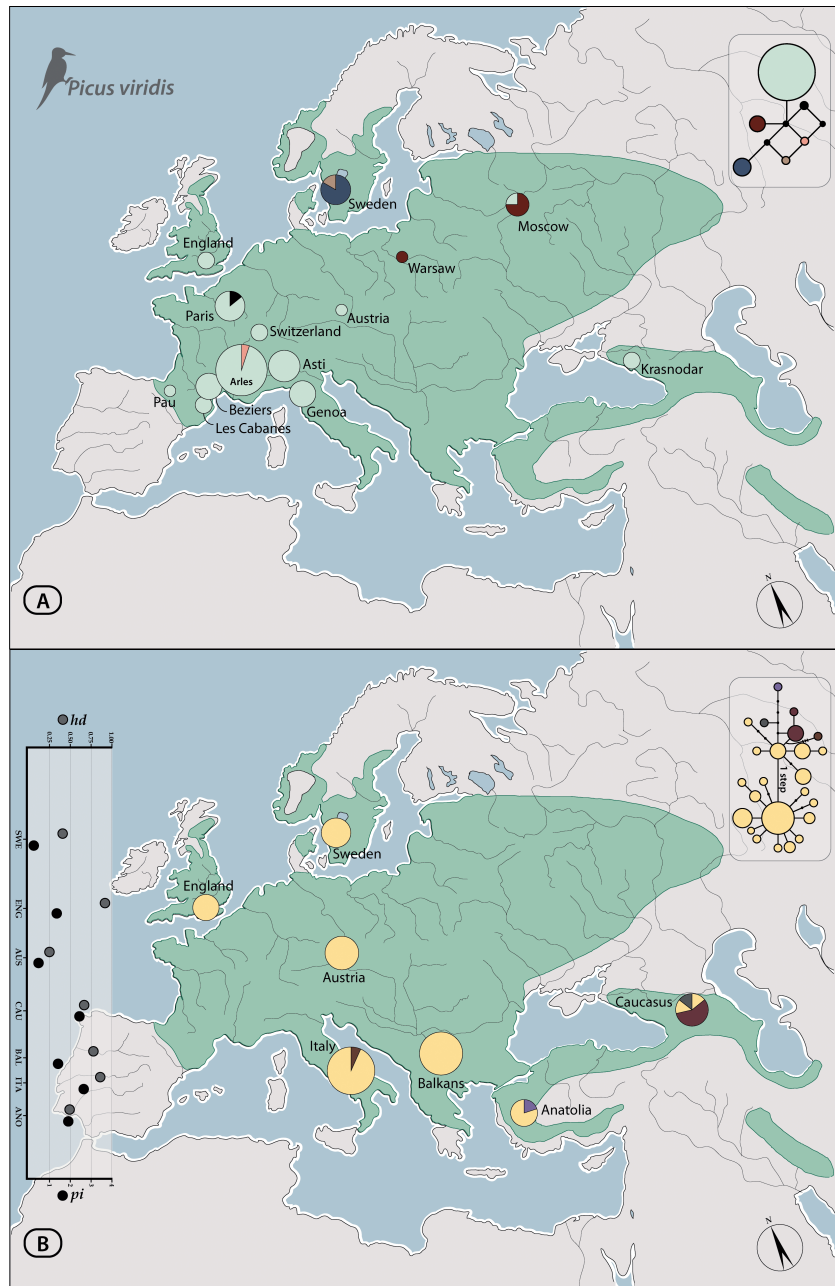 Picus viridis
Sweden
Moscow
England
Warsaw
Paris
Austria
Switzerland
Asti
Krasnodar
Arles
Pau
Beziers
Genoa
Les Cabanes
A
N
hd
0.25
0.50
0.75
1.00
1 step
SWE
Sweden
England
ENG
AUS
Austria
CAU
Caucasus
BAL
Italy
Balkans
ITA
Anatolia
ANO
1
2
3
4
pi
B
N